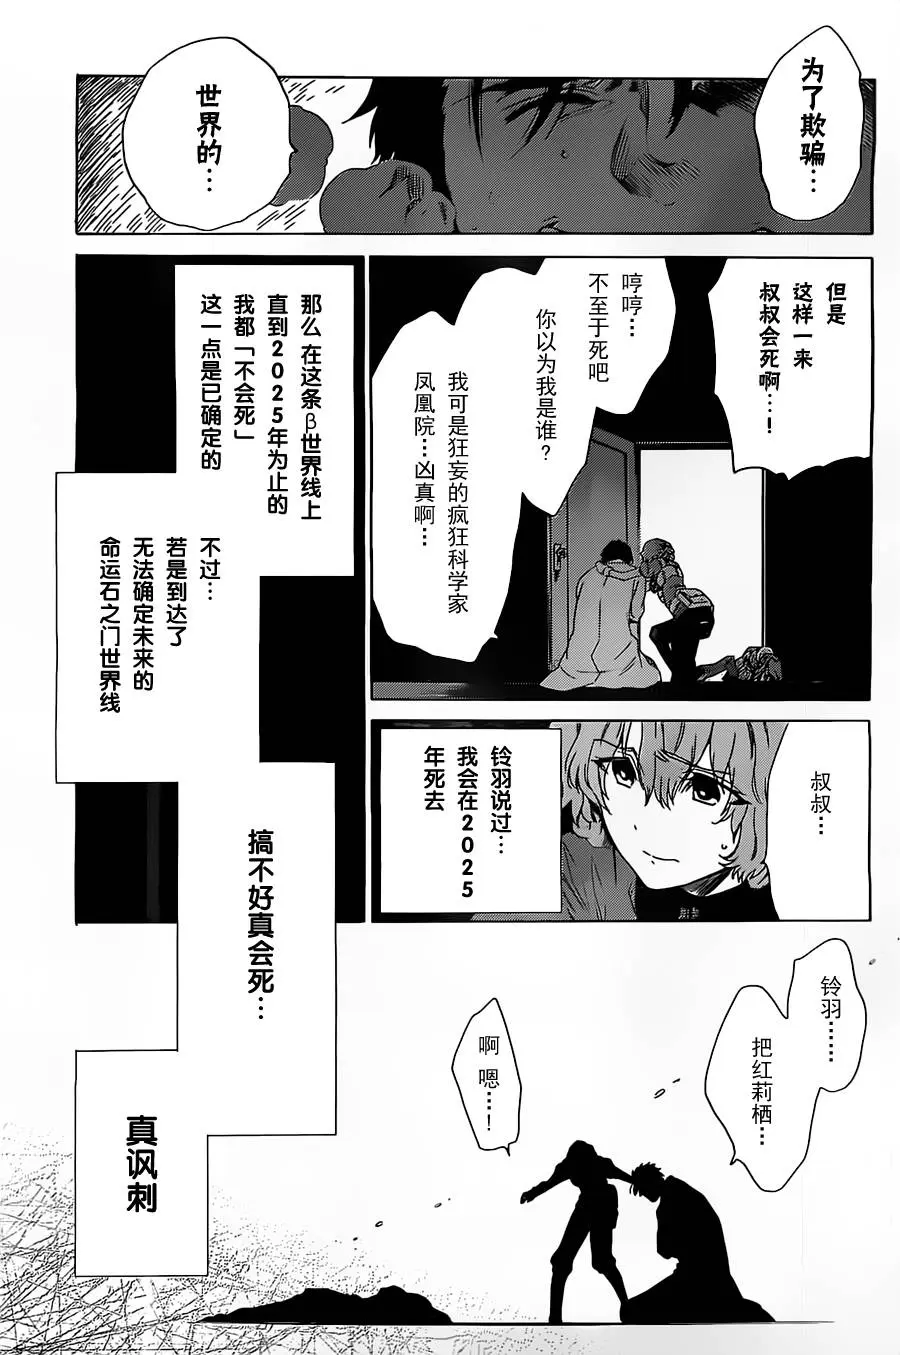 为了欺骗…
世界的…
但是
这样一来
叔叔会死啊…!
哼哼…
不至于死吧
你以为我是谁?
我可是狂妄的疯狂科学家
凤凰院…凶真啊…
叔叔…
铃羽说过…
我会在2025
年死去
那么 在这条β世界线上
直到2025年为止的
我都「不会死」
这一点是已确定的
不过…
若是到达了
无法确定未来的
命运石之门世界线
搞不好真会死…
真讽刺
铃羽……
把红莉栖…
啊 嗯…!